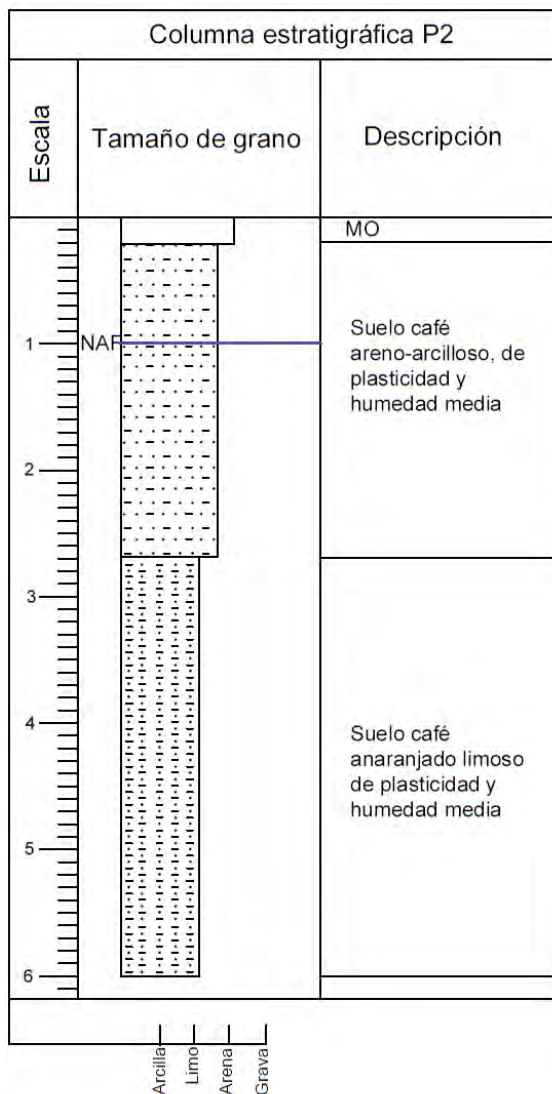 Columna estratigráfica P2
Escala
Tamaño de grano
Descripción
MO
Suelo café
areno-arcilloso, de
plasticidad y
humedad media
NAF
1
2
3
4
5
6
Suelo café
anaranjado limoso
de plasticidad y
humedad media
Arcilla
Limo
Arena
Grava